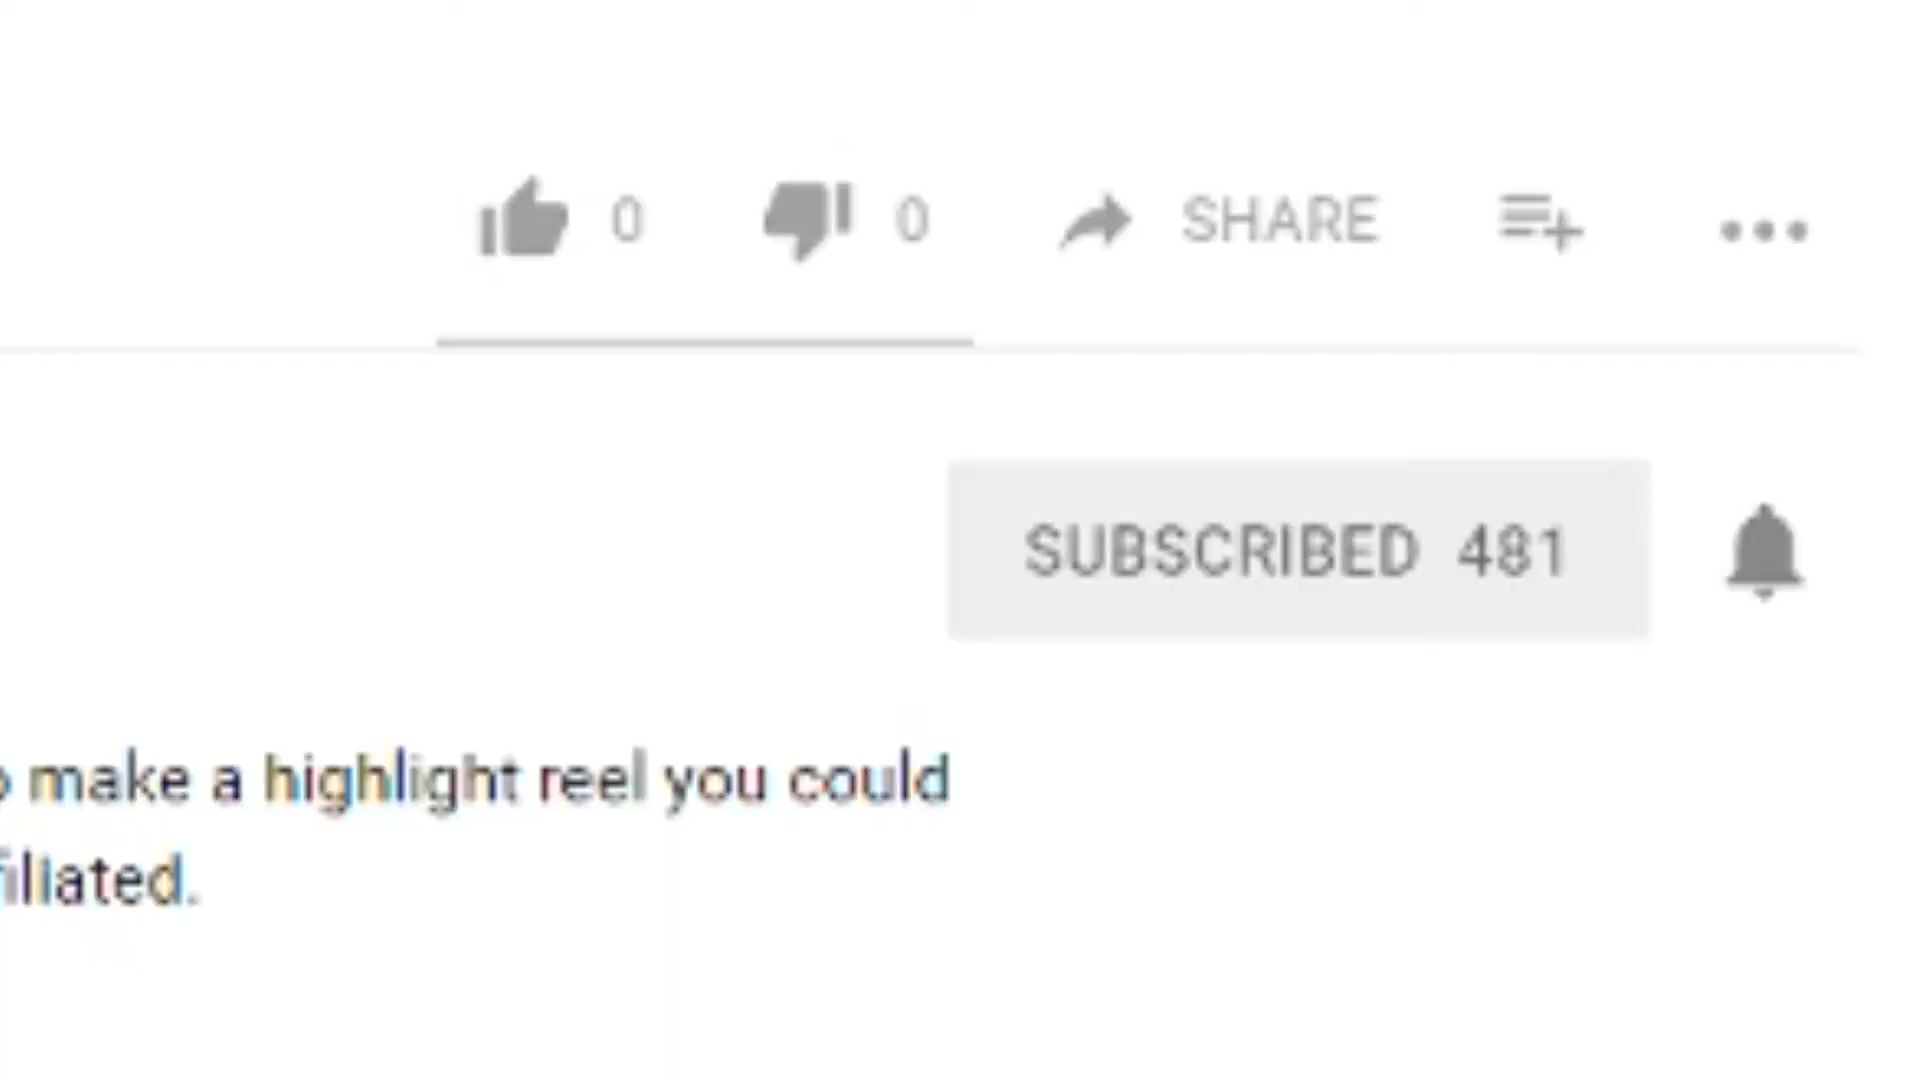 0 0 SHARE
SUBSCRIBED 481
make a highlight reel you could
filiated.